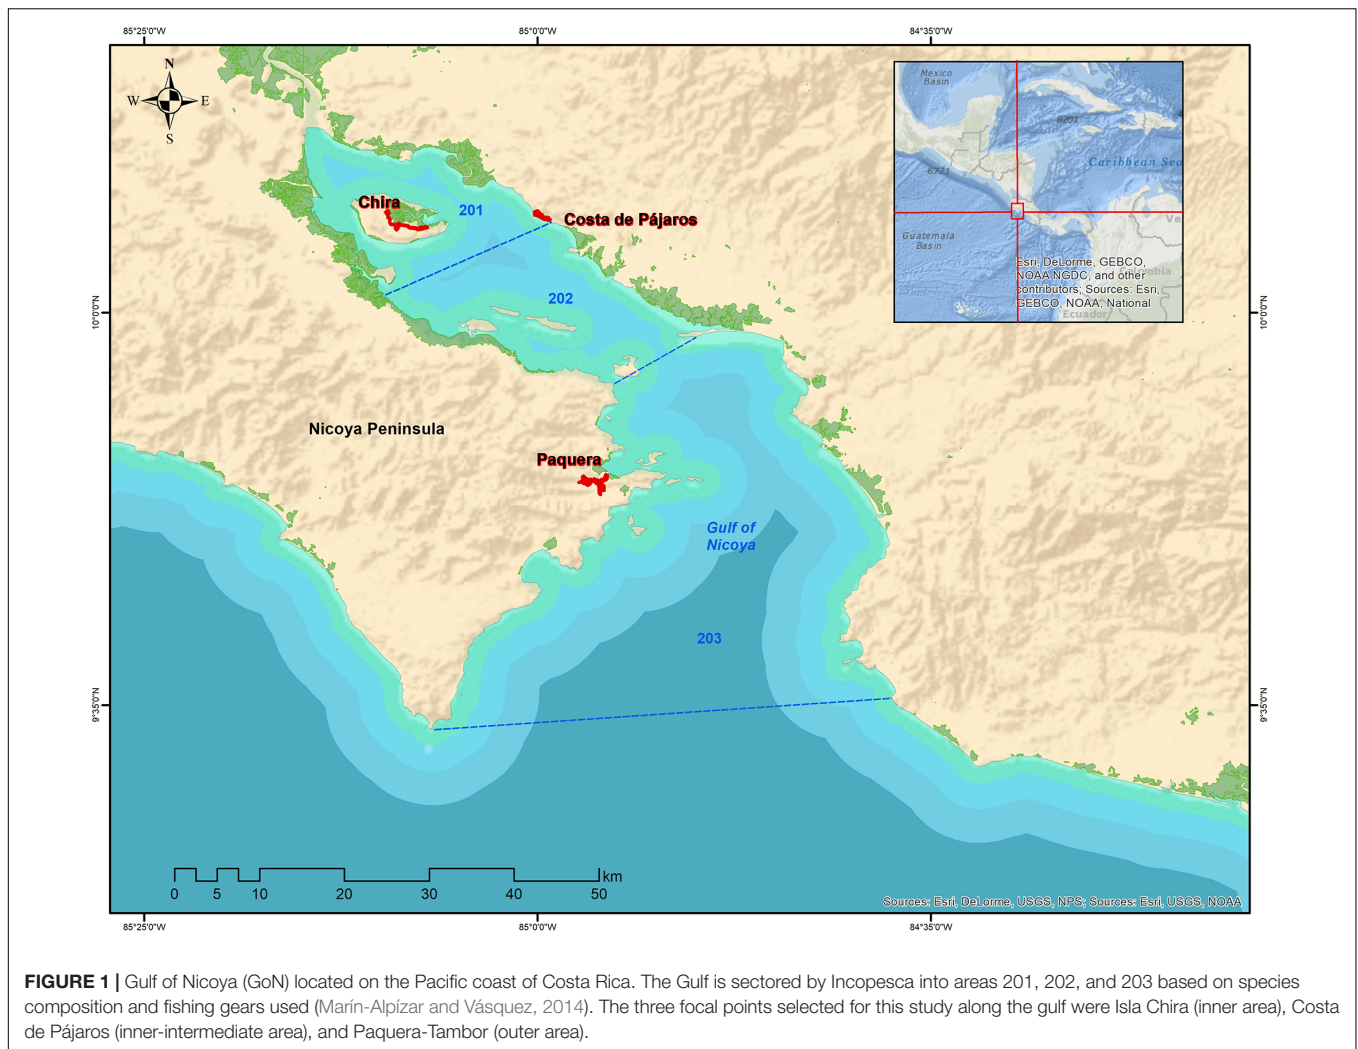 85°25'0"W 85°0'0"W 84°35'0"W
N
W E
S
Mexico
Basin
8201
Caribbean Sea
6721
Guatemala
Basin
Ve
Colombia
Ecuador
Esri, DeLorme, GEBCO,
NOAA NGDC, and other
contributors; Sources: Esri,
GEBCO, NOAA, National
Chira
201
Costa de Pájaros
202
10°0'0"N 10°0'0"N
Nicoya Peninsula
Paquera
Gulf of
Nicoya
203
9°35'0"N 9°35'0"N
0 5 10 20 30 40 50 km
Sources: Esri, DeLorme, USGS, NPS; Sources: Esri, USGS, NOAA
85°25'0"W 85°0'0"W 84°35'0"W
FIGURE 1 | Gulf of Nicoya (GoN) located on the Pacific coast of Costa Rica. The Gulf is sectored by Incopesca into areas 201, 202, and 203 based on species
composition and fishing gears used (Marín-Alpízar and Vásquez, 2014). The three focal points selected for this study along the gulf were Isla Chira (inner area), Costa
de Pájaros (inner-intermediate area), and Paquera-Tambor (outer area).